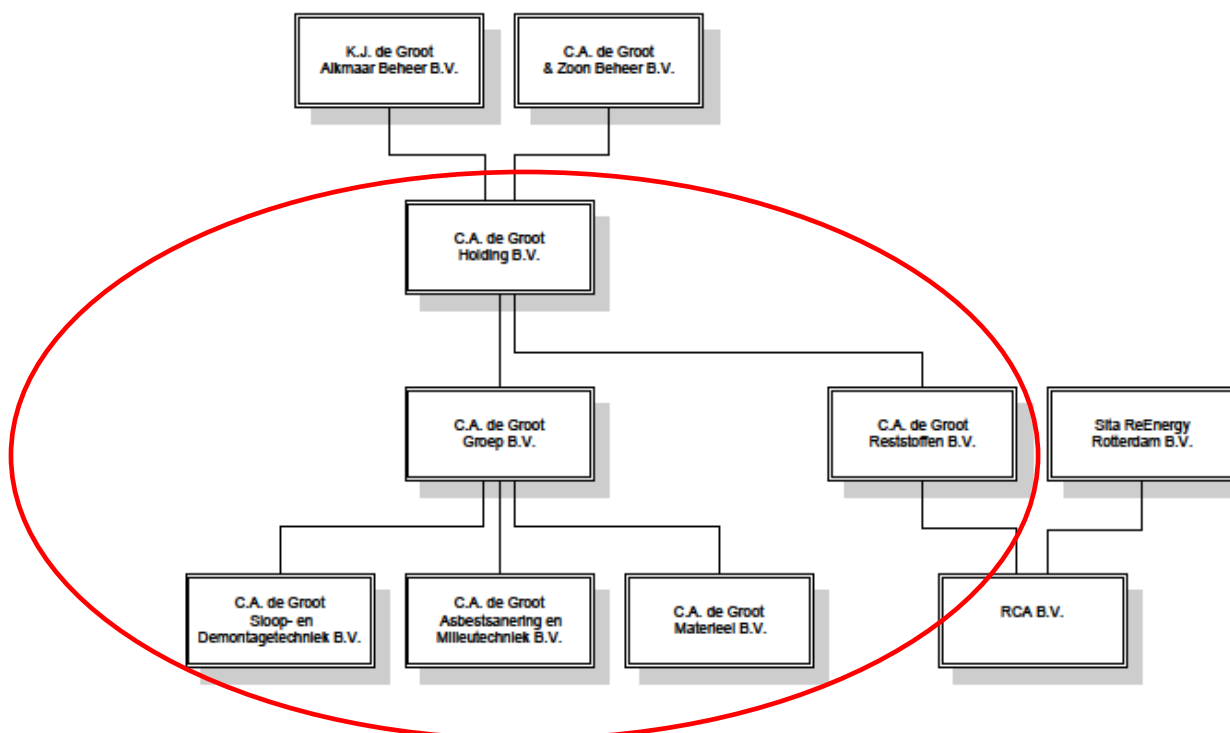 K.J. de Groot
Alkmaar Beheer B.V.
C.A. de Groot
& Zoon Beheer B.V.
C.A. de Groot
Holding B.V.
C.A. de Groot
Groep B.V.
C.A. de Groot
Reststoffen B.V.
Sita ReEnergy
Rotterdam B.V.
C.A. de Groot
Sloop- en
Demontagetechniek B.V.
C.A. de Groot
Asbestsanering en
Milieutechniek B.V.
C.A. de Groot
Materieel B.V.
RCA B.V.